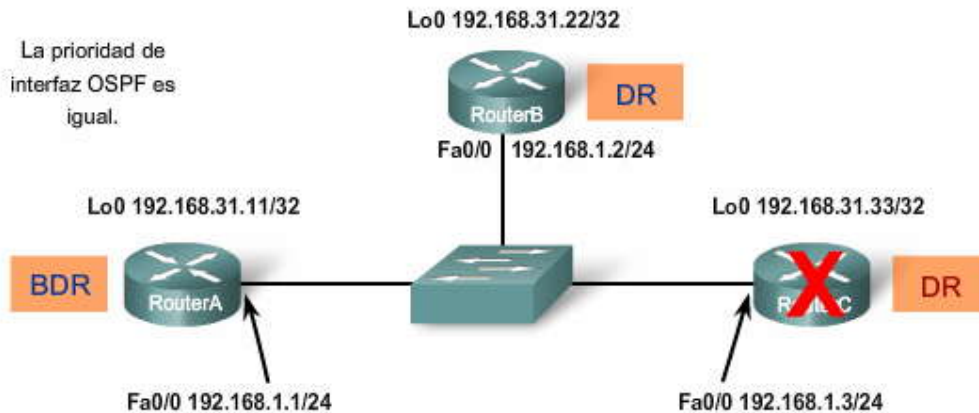 Lo0 192.168.31.22/32
La prioridad de
interfaz OSPF es
igual.
RouterB
DR
Fa0/0 192.168.1.2/24
Lo0 192.168.31.11/32
Lo0 192.168.31.33/32
BDR
RouterA
DR
Fa0/0 192.168.1.1/24
Fa0/0 192.168.1.3/24